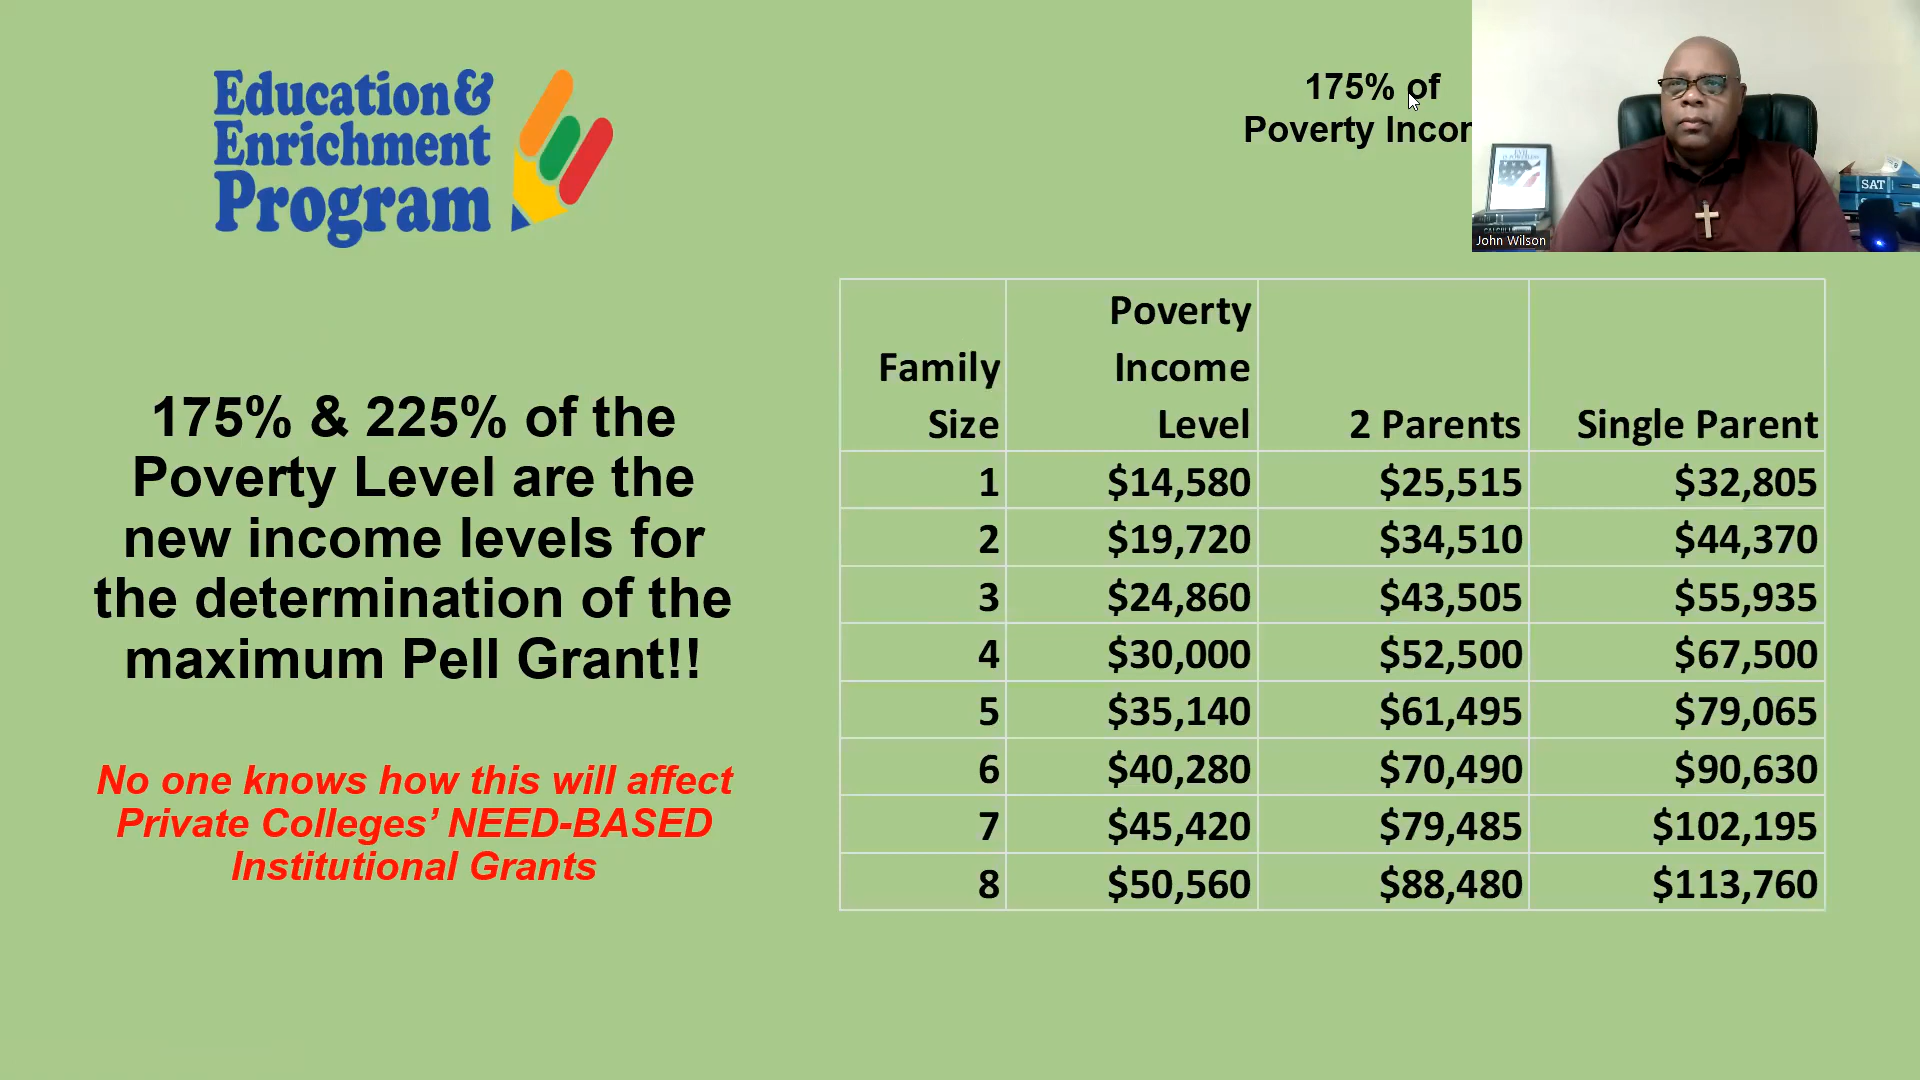 Education&
Enrichment
Program
175% of
Poverty Incom
SAT
John Wilson
175% & 225% of the
Poverty Level are the
new income levels for
the determination of the
maximum Pell Grant!!
No one knows how this will affect
Private Colleges’ NEED-BASED
Institutional Grants
Family Size Poverty Income Level 2 Parents Single Parent
1 $14,580 $25,515 $32,805
2 $19,720 $34,510 $44,370
3 $24,860 $43,505 $55,935
4 $30,000 $52,500 $67,500
5 $35,140 $61,495 $79,065
6 $40,280 $70,490 $90,630
7 $45,420 $79,485 $102,195
8 $50,560 $88,480 $113,760